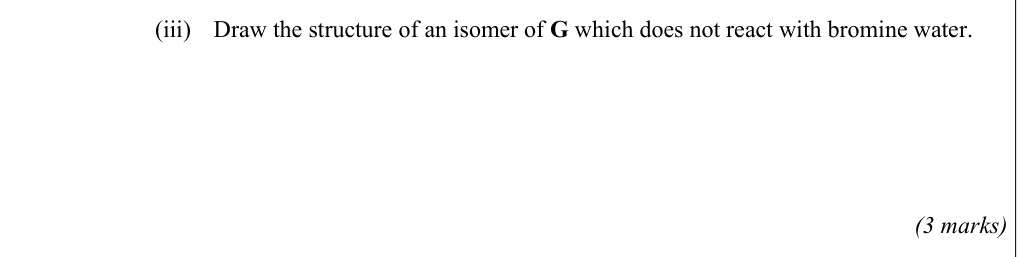 (iii) Draw the structure of an isomer of G which does not react with bromine water.
(3 marks)